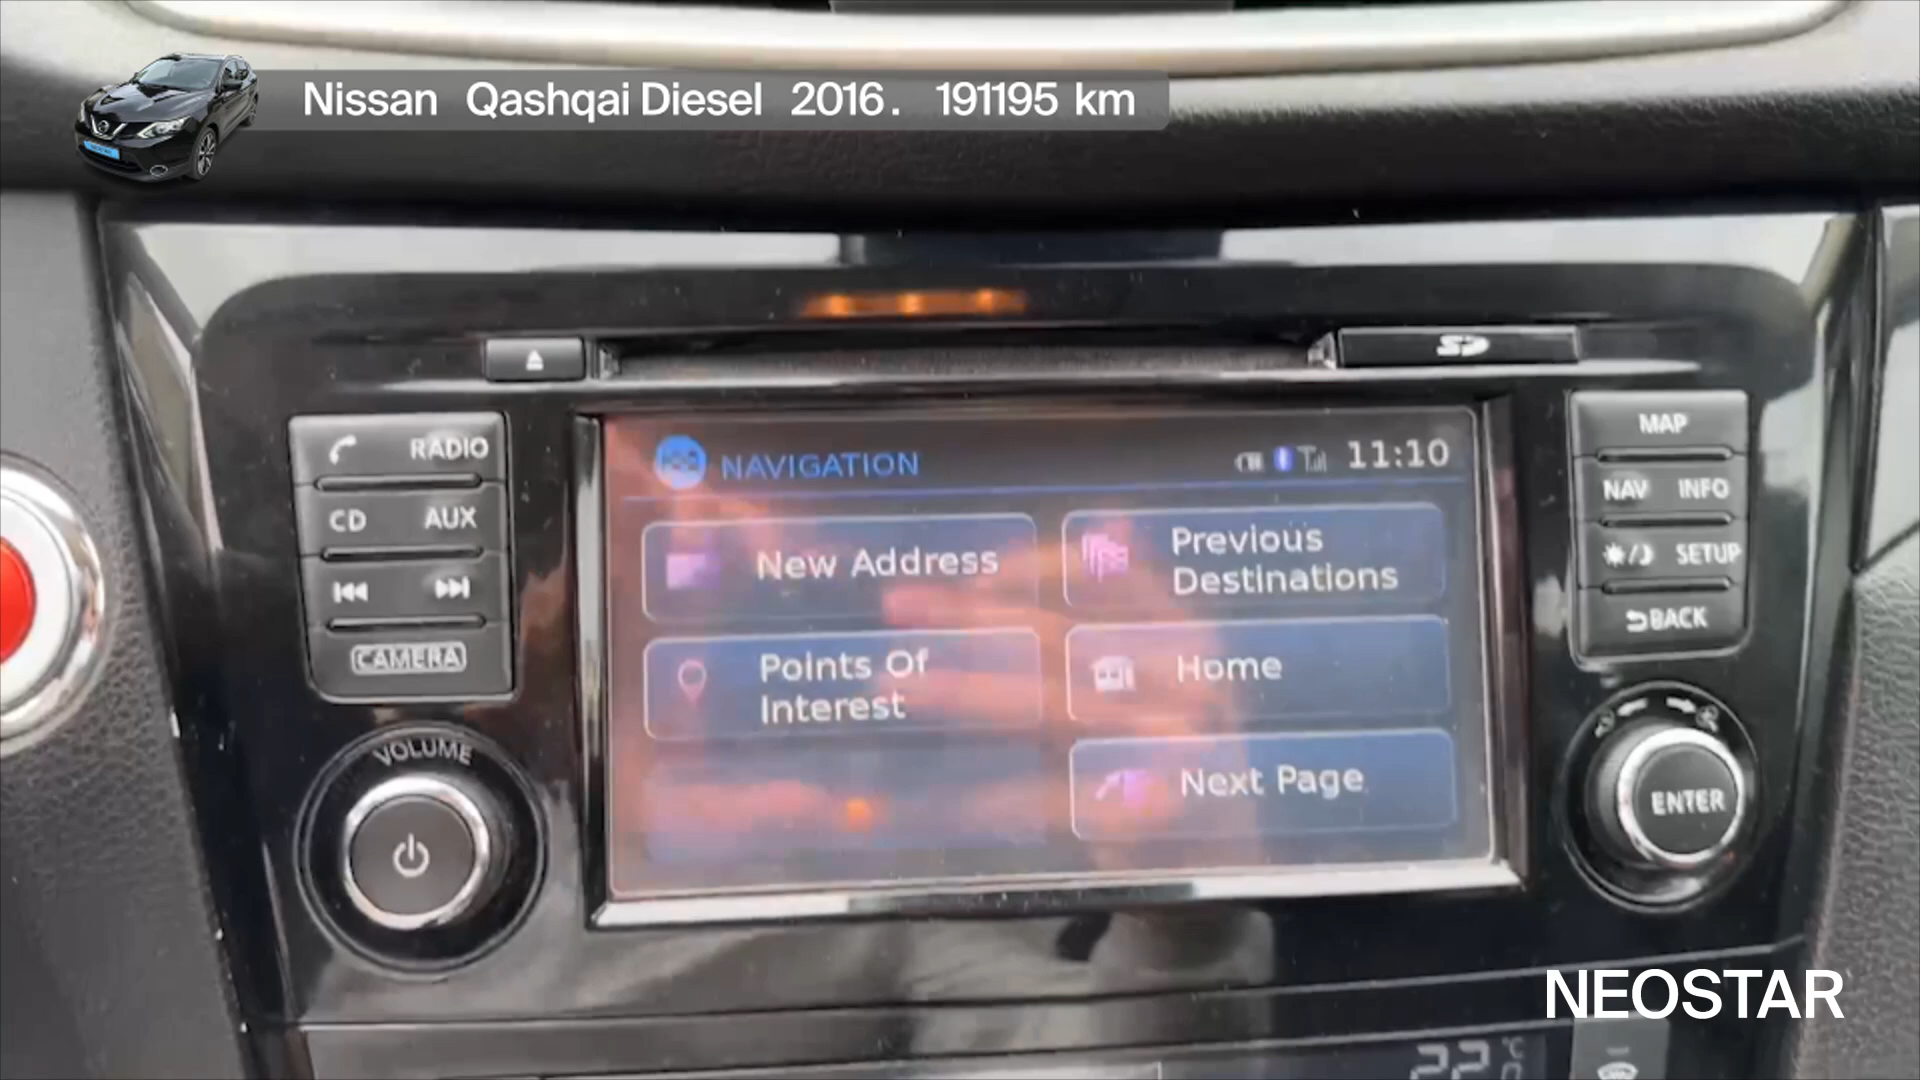 Nissan Qashqai Diesel 2016. 191195 km
RADIO
CD AUX
CAMERA
VOLUME
NAVIGATION
11:10
New Address
Previous
Destinations
Points Of
Interest
Home
Next Page
MAP
NAV INFO
SETUP
BACK
ENTER
NEOSTAR
22 °C